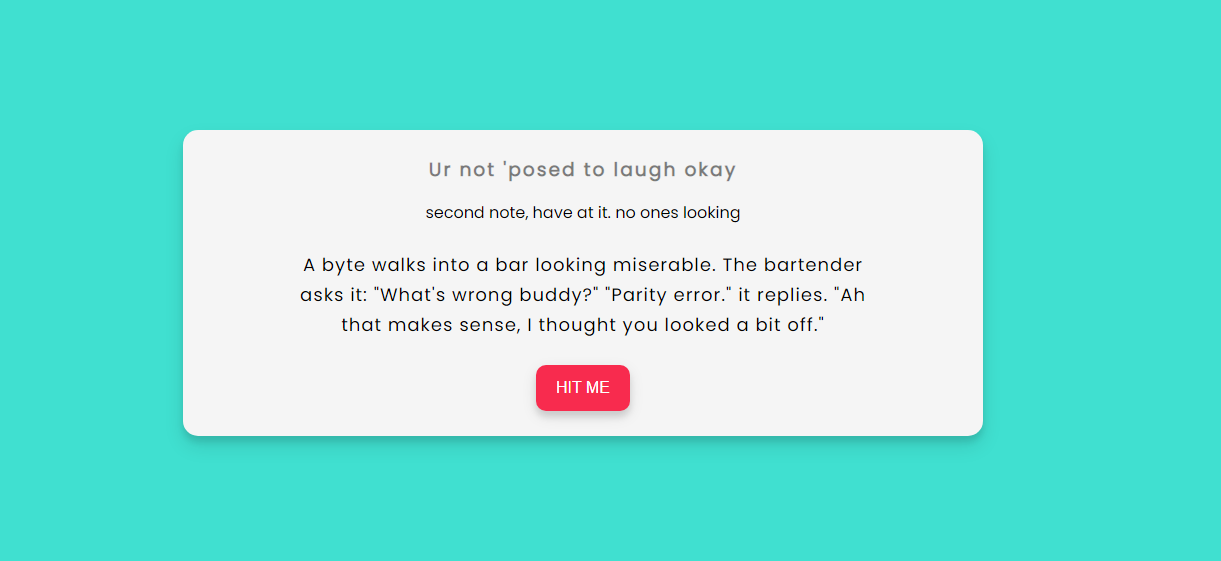 Ur not 'posed to laugh okay
second note, have at it. no ones looking
A byte walks into a bar looking miserable. The bartender
asks it: "What's wrong buddy?" "Parity error." it replies. "Ah
that makes sense, I thought you looked a bit off."
HIT ME